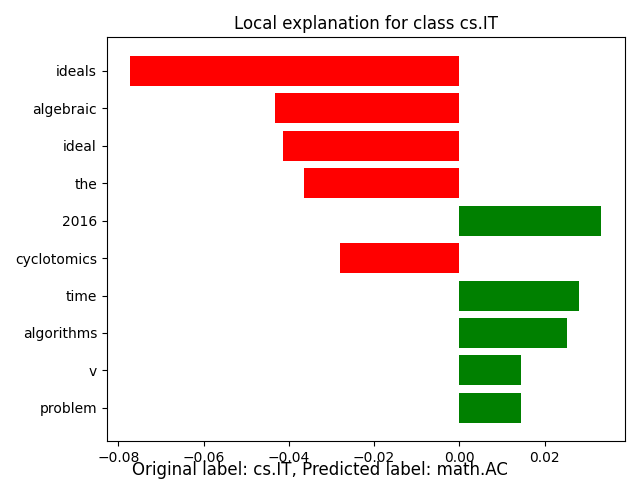 Local explanation for class cs.IT
ideals
algebraic
ideal
the
2016
cyclotomics
time
algorithms
v
problem
−0.08 −0.06 −0.04 −0.02 0.00 0.02
Original label: cs.IT, Predicted label: math.AC